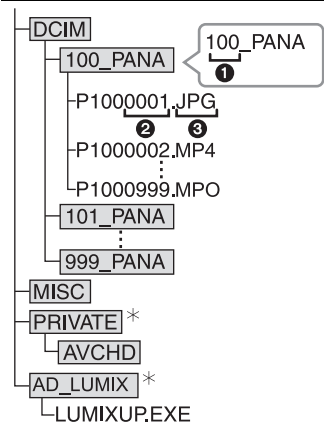 DCIM
100_PANA
100_PANA
❶
P1000001.JPG
❷ ❸
P1000002.MP4
P1000999.MPO
101_PANA
999_PANA
MISC
PRIVATE*
AVCHD
AD_LUMIX*
LUMIXUP.EXE